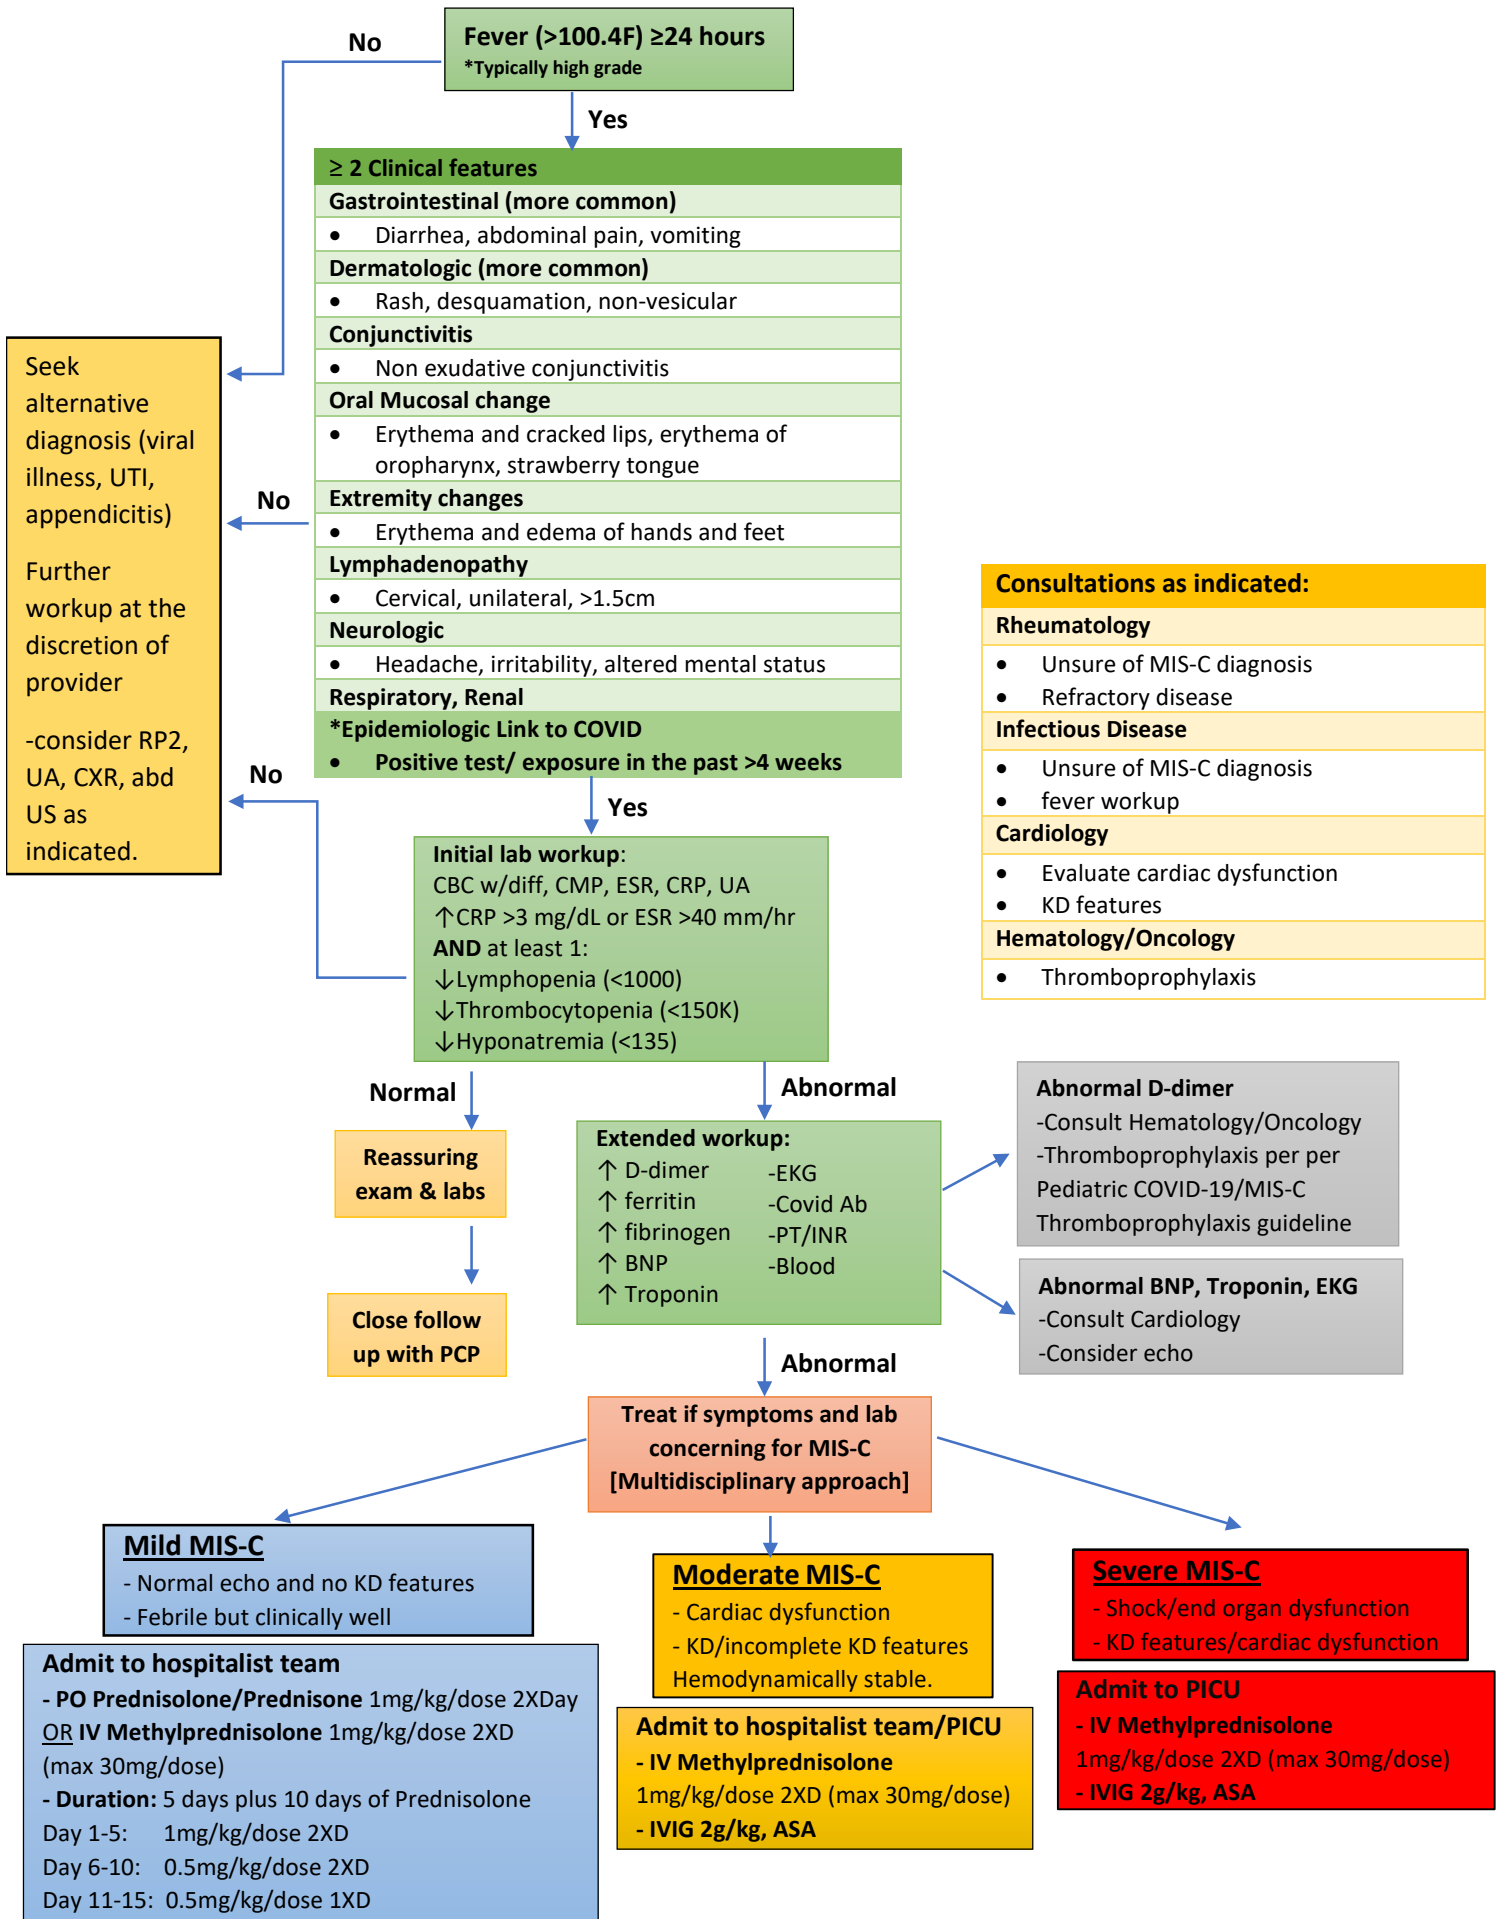 Fever (>100.4F) ≥24 hours
*Typically high grade
No
Yes
≥ 2 Clinical features
Gastrointestinal (more common)
• Diarrhea, abdominal pain, vomiting
Dermatologic (more common)
• Rash, desquamation, non-vesicular
Conjunctivitis
• Non exudative conjunctivitis
Oral Mucosal change
• Erythema and cracked lips, erythema of
oropharynx, strawberry tongue
Extremity changes
• Erythema and edema of hands and feet
Lymphadenopathy
• Cervical, unilateral, >1.5cm
Neurologic
• Headache, irritability, altered mental status
Respiratory, Renal
*Epidemiologic Link to COVID
• Positive test/ exposure in the past >4 weeks
No
No
Seek
alternative
diagnosis (viral
illness, UTI,
appendicitis)
Further
workup at the
discretion of
provider
-consider RP2,
UA, CXR, abd
US as
indicated.
Yes
Consultations as indicated:
Rheumatology
• Unsure of MIS-C diagnosis
• Refractory disease
Infectious Disease
• Unsure of MIS-C diagnosis
• fever workup
Cardiology
• Evaluate cardiac dysfunction
• KD features
Hematology/Oncology
• Thromboprophylaxis
Initial lab workup:
CBC w/diff, CMP, ESR, CRP, UA
↑CRP >3 mg/dL or ESR >40 mm/hr
AND at least 1:
↓Lymphopenia (<1000)
↓Thrombocytopenia (<150K)
↓Hyponatremia (<135)
Normal
Abnormal
Reassuring
exam & labs
Close follow
up with PCP
Extended workup:
↑ D-dimer
↑ ferritin
↑ fibrinogen
↑ BNP
↑ Troponin
-EKG
-Covid Ab
-PT/INR
-Blood
Abnormal D-dimer
-Consult Hematology/Oncology
-Thromboprophylaxis per per
Pediatric COVID-19/MIS-C
Thromboprophylaxis guideline
Abnormal BNP, Troponin, EKG
-Consult Cardiology
-Consider echo
Abnormal
Treat if symptoms and lab
concerning for MIS-C
[Multidisciplinary approach]
Mild MIS-C
- Normal echo and no KD features
- Febrile but clinically well
Admit to hospitalist team
- PO Prednisolone/Prednisone 1mg/kg/dose 2XDay
OR IV Methylprednisolone 1mg/kg/dose 2XD
(max 30mg/dose)
- Duration: 5 days plus 10 days of Prednisolone
Day 1-5: 1mg/kg/dose 2XD
Day 6-10: 0.5mg/kg/dose 2XD
Day 11-15: 0.5mg/kg/dose 1XD
Moderate MIS-C
- Cardiac dysfunction
- KD/incomplete KD features
Hemodynamically stable.
Admit to hospitalist team/PICU
- IV Methylprednisolone
1mg/kg/dose 2XD (max 30mg/dose)
- IVIG 2g/kg, ASA
Severe MIS-C
- Shock/end organ dysfunction
- KD features/cardiac dysfunction
Admit to PICU
- IV Methylprednisolone
1mg/kg/dose 2XD (max 30mg/dose)
- IVIG 2g/kg, ASA